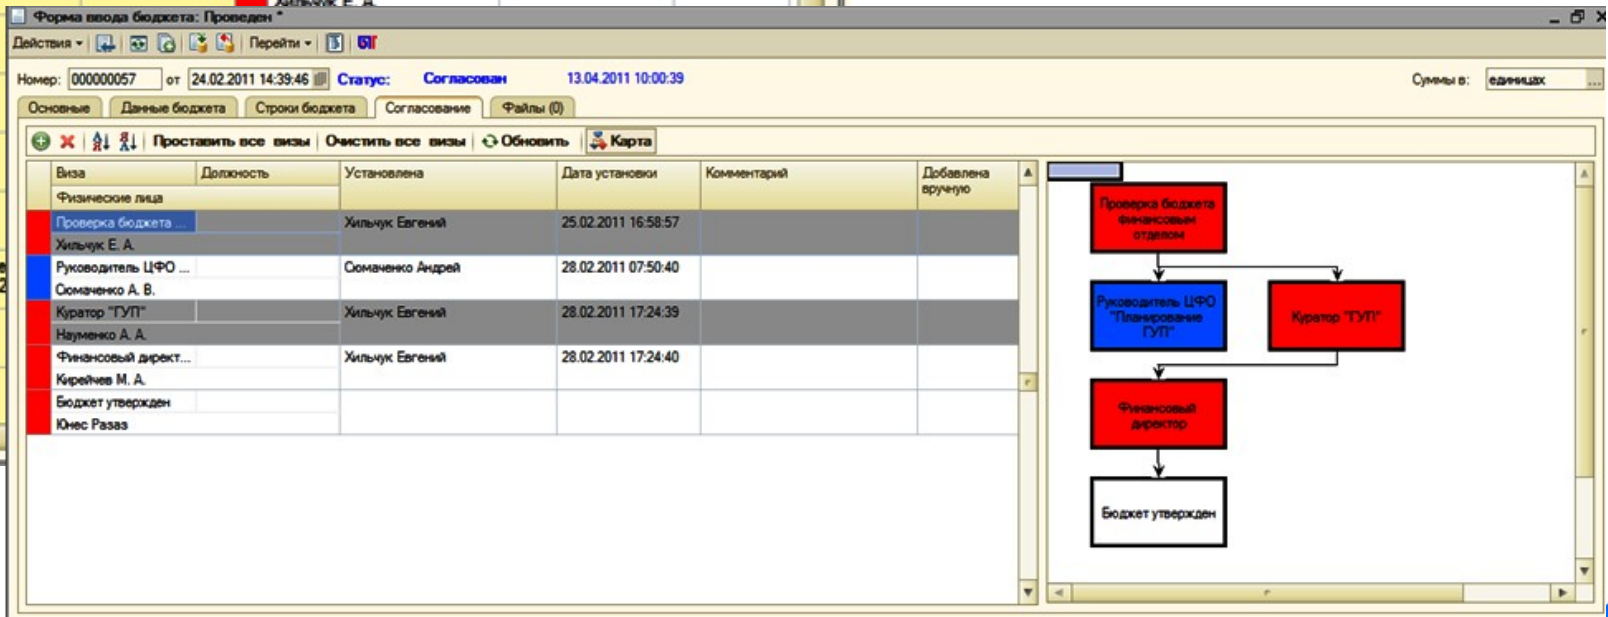 Хильчук Е. А.
Форма ввода бюджета: Проведен *
Действия Перейти
Номер: 000000057 от 24.02.2011 14:39:46 Статус: Согласован 13.04.2011 10:00:39 Суммы в: единицах ...
Основные Данные бюджета Строки бюджета Согласование Файлы (0)
Проставить все визы Очистить все визы Обновить Карта
Виза Должность Установлена Дата установки Комментарий Добавлена вручную
Физические лица
Проверка бюджета ... Хильчук Евгений 25.02.2011 16:58:57
Хильчук Е. А.
Руководитель ЦФО ... Сюмаченко Андрей 28.02.2011 07:50:40
Сюмаченко А. В.
Куратор "ГУП" Хильчук Евгений 28.02.2011 17:24:39
Науменко А. А.
Финансовый директ... Хильчук Евгений 28.02.2011 17:24:40
Кирейчев М. А.
Бюджет утвержден
Юнес Разаз
Проверка бюджета
финансовым
отделом
Руководитель ЦФО
"Планирование
ГУП"
Куратор "ГУП"
Финансовый
директор
Бюджет утвержден